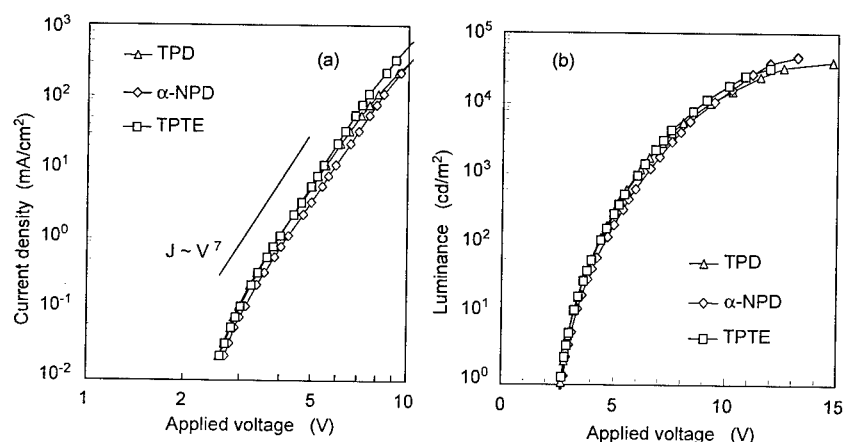 Current density (mA/cm²)
10³
10²
10¹
10⁰
10⁻¹
10⁻²
(a)
TPD
α-NPD
TPTE
J ~ V⁷
1
2
5
10
Applied voltage (V)
Luminance (cd/m²)
10⁵
10⁴
10³
10²
10¹
10⁰
(b)
TPD
α-NPD
TPTE
0
5
10
15
Applied voltage (V)